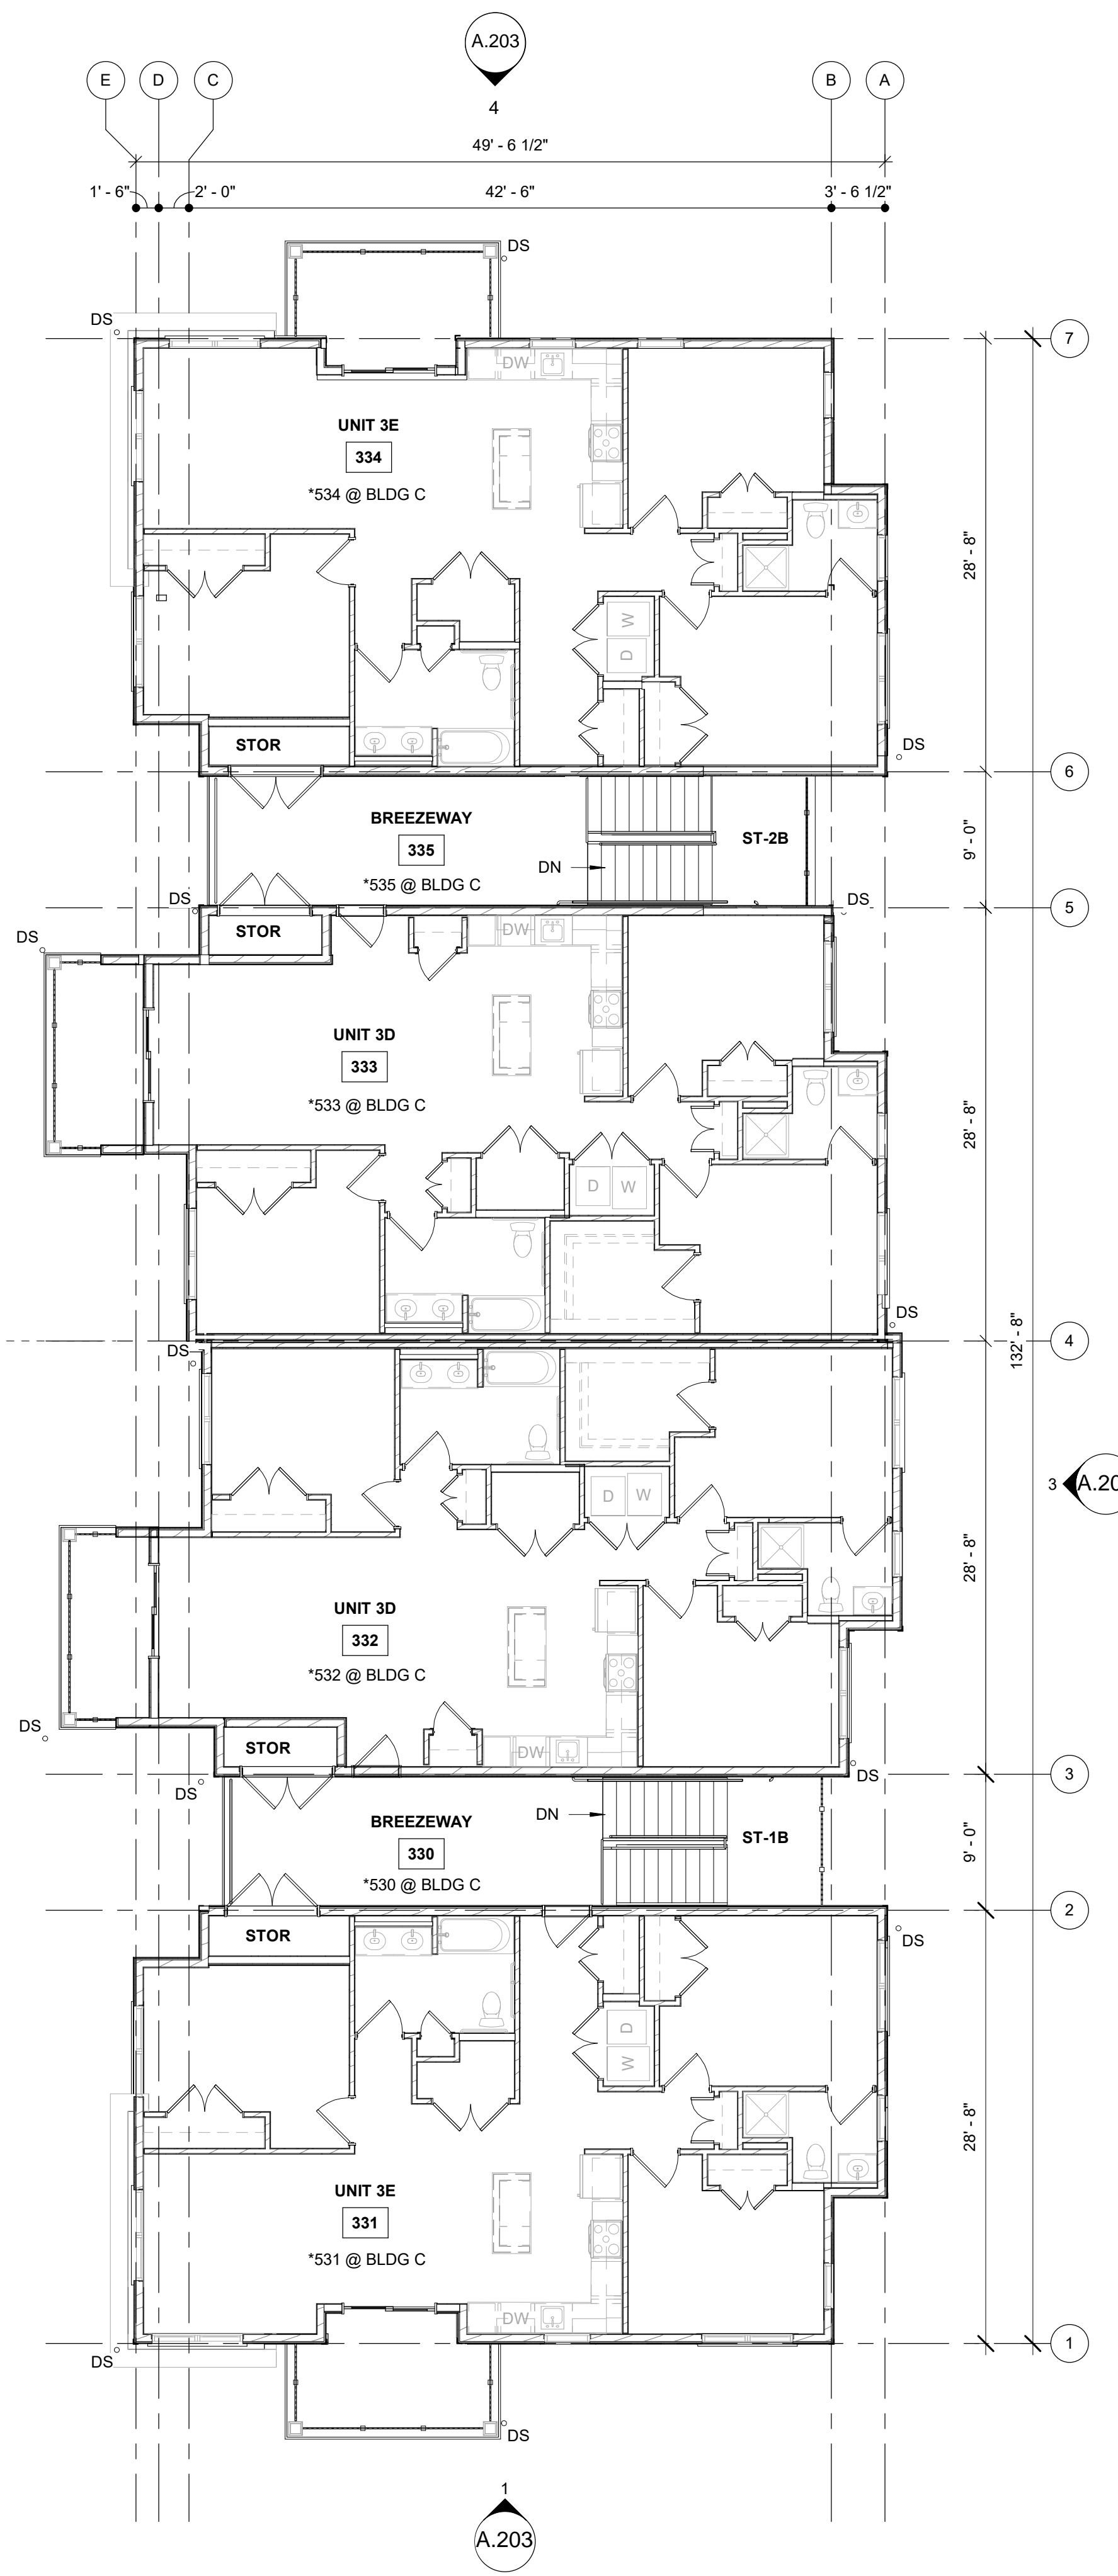 A.203
E
D
C
B
A
4
49' - 6 1/2"
1' - 6"
2' - 0"
42' - 6"
3' - 6 1/2"
DS
DS
7
DW
UNIT 3E
334
*534 @ BLDG C
28' - 8"
W
D
STOR
DS
6
BREEZEWAY
335
*535 @ BLDG C
DN
ST-2B
9' - 0"
DS
DS
5
STOR
DW
DS
UNIT 3D
333
*533 @ BLDG C
28' - 8"
D
W
DS
4
DS
132' - 8"
D
W
3
A.20
28' - 8"
UNIT 3D
332
*532 @ BLDG C
DS
STOR
DW
DS
DS
3
BREEZEWAY
330
*530 @ BLDG C
DN
ST-1B
9' - 0"
2
STOR
DS
D
W
28' - 8"
UNIT 3E
331
*531 @ BLDG C
DW
1
DS
DS
1
A.203